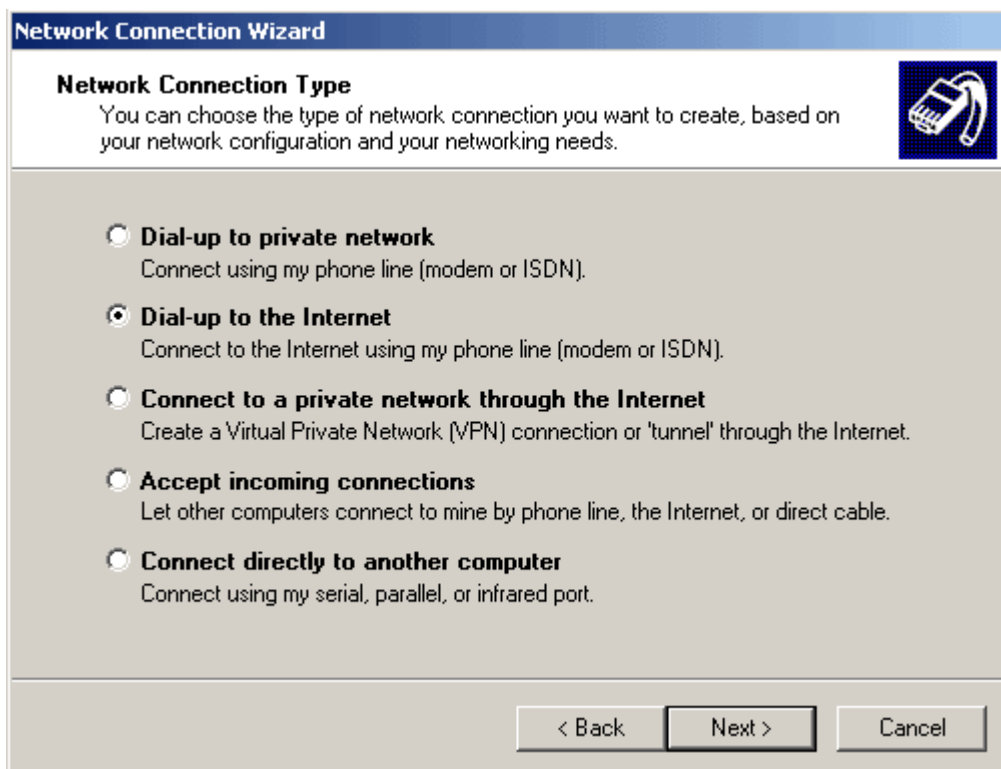 Network Connection Wizard
Network Connection Type
You can choose the type of network connection you want to create, based on
your network configuration and your networking needs.
Dial-up to private network
Connect using my phone line (modem or ISDN).
Dial-up to the Internet
Connect to the Internet using my phone line (modem or ISDN).
Connect to a private network through the Internet
Create a Virtual Private Network (VPN) connection or 'tunnel' through the Internet.
Accept incoming connections
Let other computers connect to mine by phone line, the Internet, or direct cable.
Connect directly to another computer
Connect using my serial, parallel, or infrared port.
< Back Next > Cancel